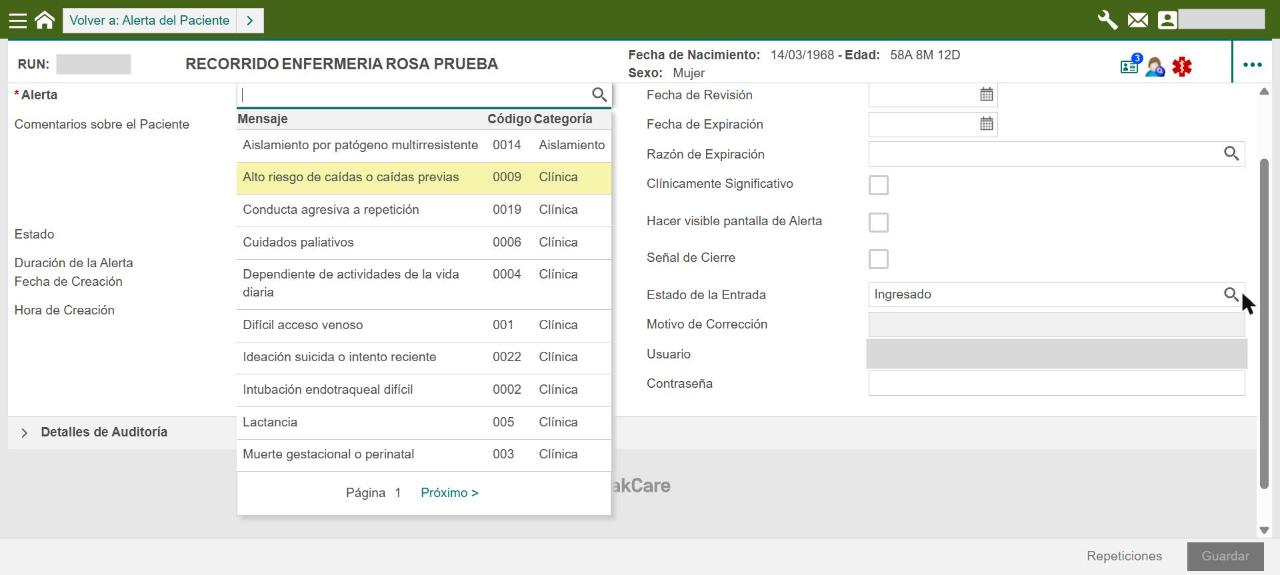 Volver a: Alerta del Paciente >
RUN:
RECORRIDO ENFERMERIA ROSA PRUEBA
Fecha de Nacimiento: 14/03/1968 - Edad: 58A 8M 12D
Sexo: Mujer
3
*Alerta
Comentarios sobre el Paciente
Estado
Duración de la Alerta
Fecha de Creación
Hora de Creación
Mensaje Código Categoría
Aislamiento por patógeno multirresistente 0014 Aislamiento
Alto riesgo de caídas o caídas previas 0009 Clínica
Conducta agresiva a repetición 0019 Clínica
Cuidados paliativos 0006 Clínica
Dependiente de actividades de la vida 0004 Clínica
diaria
Difícil acceso venoso 001 Clínica
Ideación suicida o intento reciente 0022 Clínica
Intubación endotraqueal difícil 0002 Clínica
Lactancia 005 Clínica
Muerte gestacional o perinatal 003 Clínica
Página 1 Próximo >
Fecha de Revisión
Fecha de Expiración
Razón de Expiración
Clínicamente Significativo
Hacer visible pantalla de Alerta
Señal de Cierre
Estado de la Entrada Ingresado
Motivo de Corrección
Usuario
Contraseña
> Detalles de Auditoría
akCare
Repeticiones Guardar